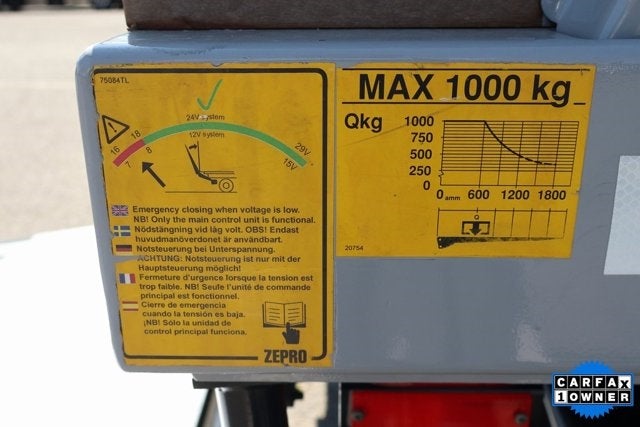 75084TL
24V system
12V system
16
18
29V
7
8
15V
Emergency closing when voltage is low.
NB! Only the main control unit is functional.
Nödstängning vid låg volt. OBS! Endast
huvudmanöverdonet är användbart.
Notsteuerung bei Unterspannung.
ACHTUNG: Notsteuerung ist nur mit der
Hauptsteuerung möglich!
Fermeture d'urgence lorsque la tension est
trop faible. NB! Seule l'unité de commande
principal est fonctionnel.
Cierre de emergencia
cuando la tensión es baja.
¡NB! Sólo la unidad de
control principal funciona.
ZEPRO
MAX 1000 kg
Qkg
1000
750
500
250
0
0 amm 600 1200 1800
Q
20754
CARFAX
1 OWNER